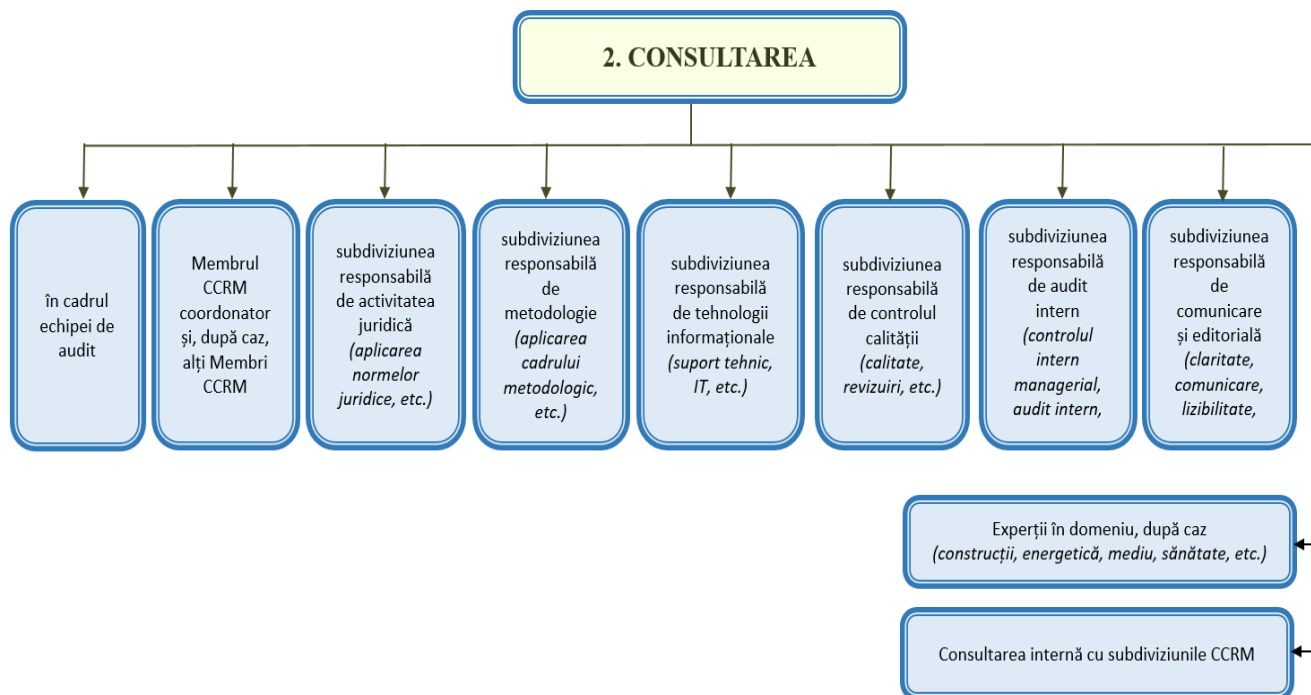 2. CONSULTAREA
în cadrul
echipei de
audit
Membrul
CCRM
coordonator
și, după caz,
alți Membri
CCRM
subdiviziunea
responsabilă
de activitatea
juridică
(aplicarea
normelor
juridice, etc.)
subdiviziunea
responsabilă
de
metodologie
(aplicarea
cadrului
metodologic,
etc.)
subdiviziunea
responsabilă
de tehnologii
informaționale
(suport tehnic,
IT, etc.)
subdiviziunea
responsabilă
de controlul
calității
(calitate,
revizuiri, etc.)
subdiviziunea
responsabilă
de audit
intern
(controlul
intern
managerial,
audit intern,
subdiviziunea
responsabilă
de
comunicare
și editorială
(claritate,
comunicare,
lizibilitate,
Experții în domeniu, după caz
(construcții, energetică, mediu, sănătate, etc.)
Consultarea internă cu subdiviziunile CCRM